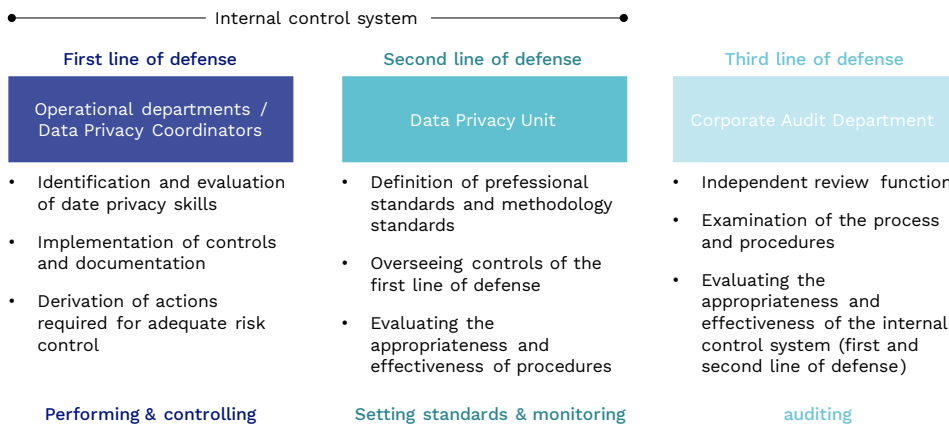 Internal control system
First line of defense
Operational departments /
Data Privacy Coordinators
• Identification and evaluation
of date privacy skills
• Implementation of controls
and documentation
• Derivation of actions
required for adequate risk
control
Performing & controlling
Second line of defense
Data Privacy Unit
• Definition of prefessional
standards and methodology
standards
• Overseeing controls of the
first line of defense
• Evaluating the
appropriateness and
effectiveness of procedures
Setting standards & monitoring
Third line of defense
Corporate Audit Department
• Independent review function
• Examination of the process
and procedures
• Evaluating the
appropriateness and
effectiveness of the internal
control system (first and
second line of defense)
auditing